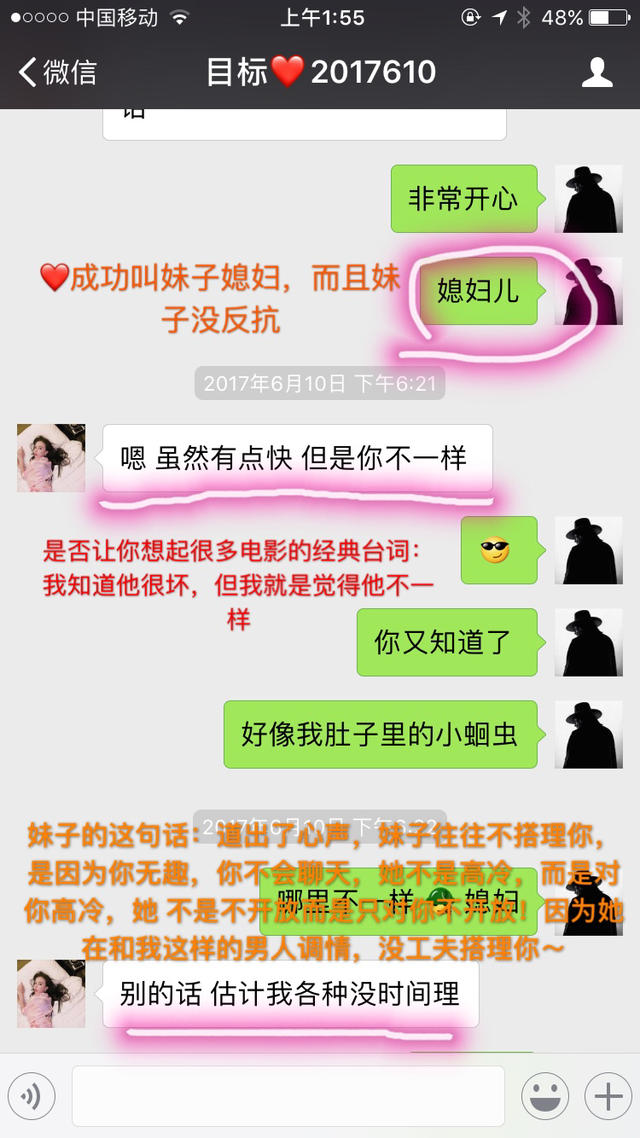 中国移动 上午1:55 48%
微信 目标❤️2017610
话
非常开心
❤️成功叫妹子媳妇，而且妹
子没反抗
媳妇儿
2017年6月10日 下午6:21
嗯 虽然有点快 但是你不一样
是否让你想起很多电影的经典台词：
我知道他很坏，但我就是觉得他不一
样
你又知道了
好像我肚子里的小蛔虫
2017年6月10日 下午6:22
妹子的这句话：道出了心声，妹子往往不搭理你，
是因为你无趣，你不会聊天，她不是高冷，而是对
你高冷，她 不是不开放而是只对你不开放！因为她
在和我这样的男人调情，没工夫搭理你～
哪里不一样 媳妇
别的话 估计我各种没时间理